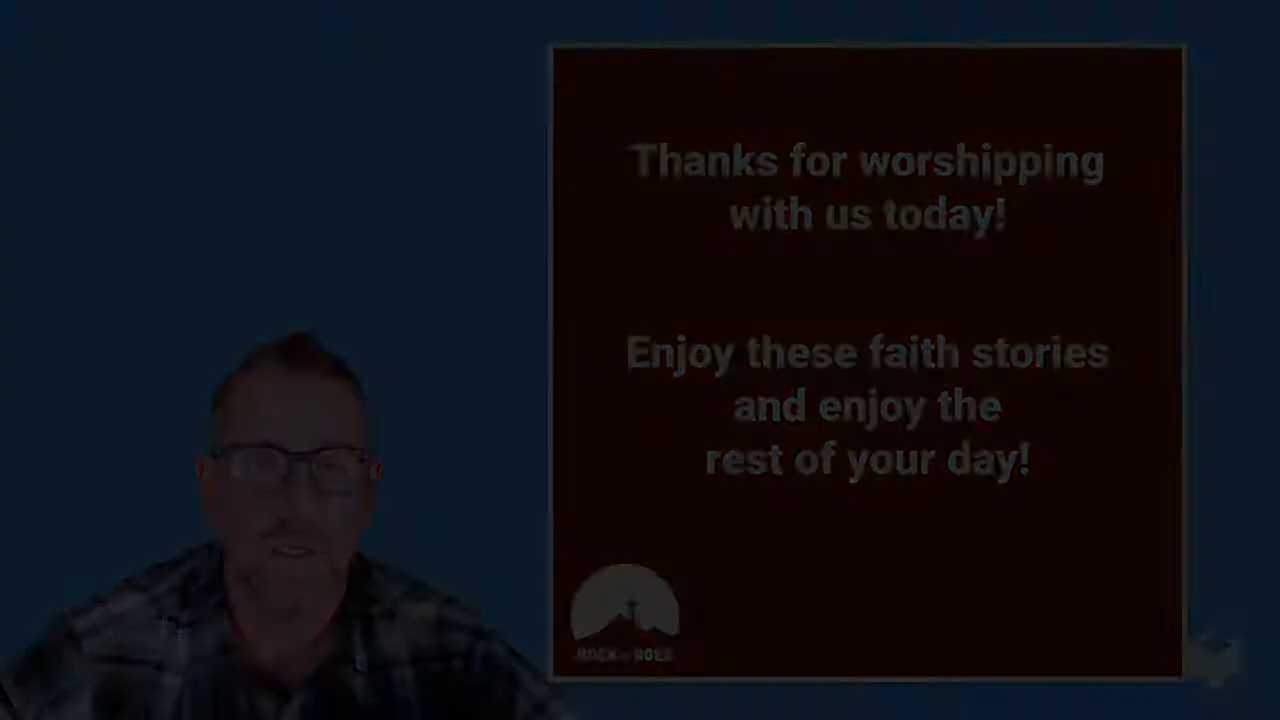 Thanks for worshipping
with us today!
Enjoy these faith stories
and enjoy the
rest of your day!